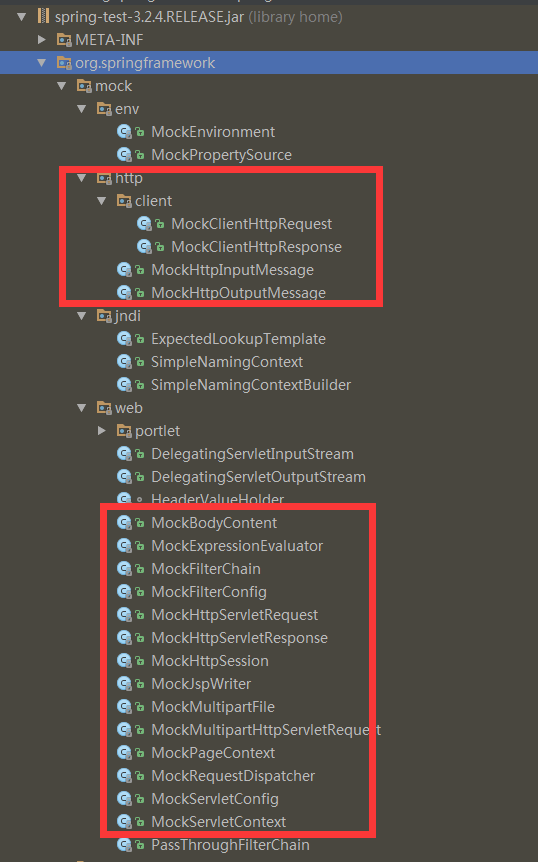 spring-test-3.2.4.RELEASE.jar (library home)
META-INF
org.springframework
mock
env
MockEnvironment
MockPropertySource
http
client
MockClientHttpRequest
MockClientHttpResponse
MockHttpInputMessage
MockHttpOutputMessage
jndi
ExpectedLookupTemplate
SimpleNamingContext
SimpleNamingContextBuilder
web
portlet
DelegatingServletInputStream
DelegatingServletOutputStream
HeaderValueHolder
MockBodyContent
MockExpressionEvaluator
MockFilterChain
MockFilterConfig
MockHttpServletRequest
MockHttpServletResponse
MockHttpSession
MockJspWriter
MockMultipartFile
MockMultipartHttpServletRequest
MockPageContext
MockRequestDispatcher
MockServletConfig
MockServletContext
PassThroughFilterChain